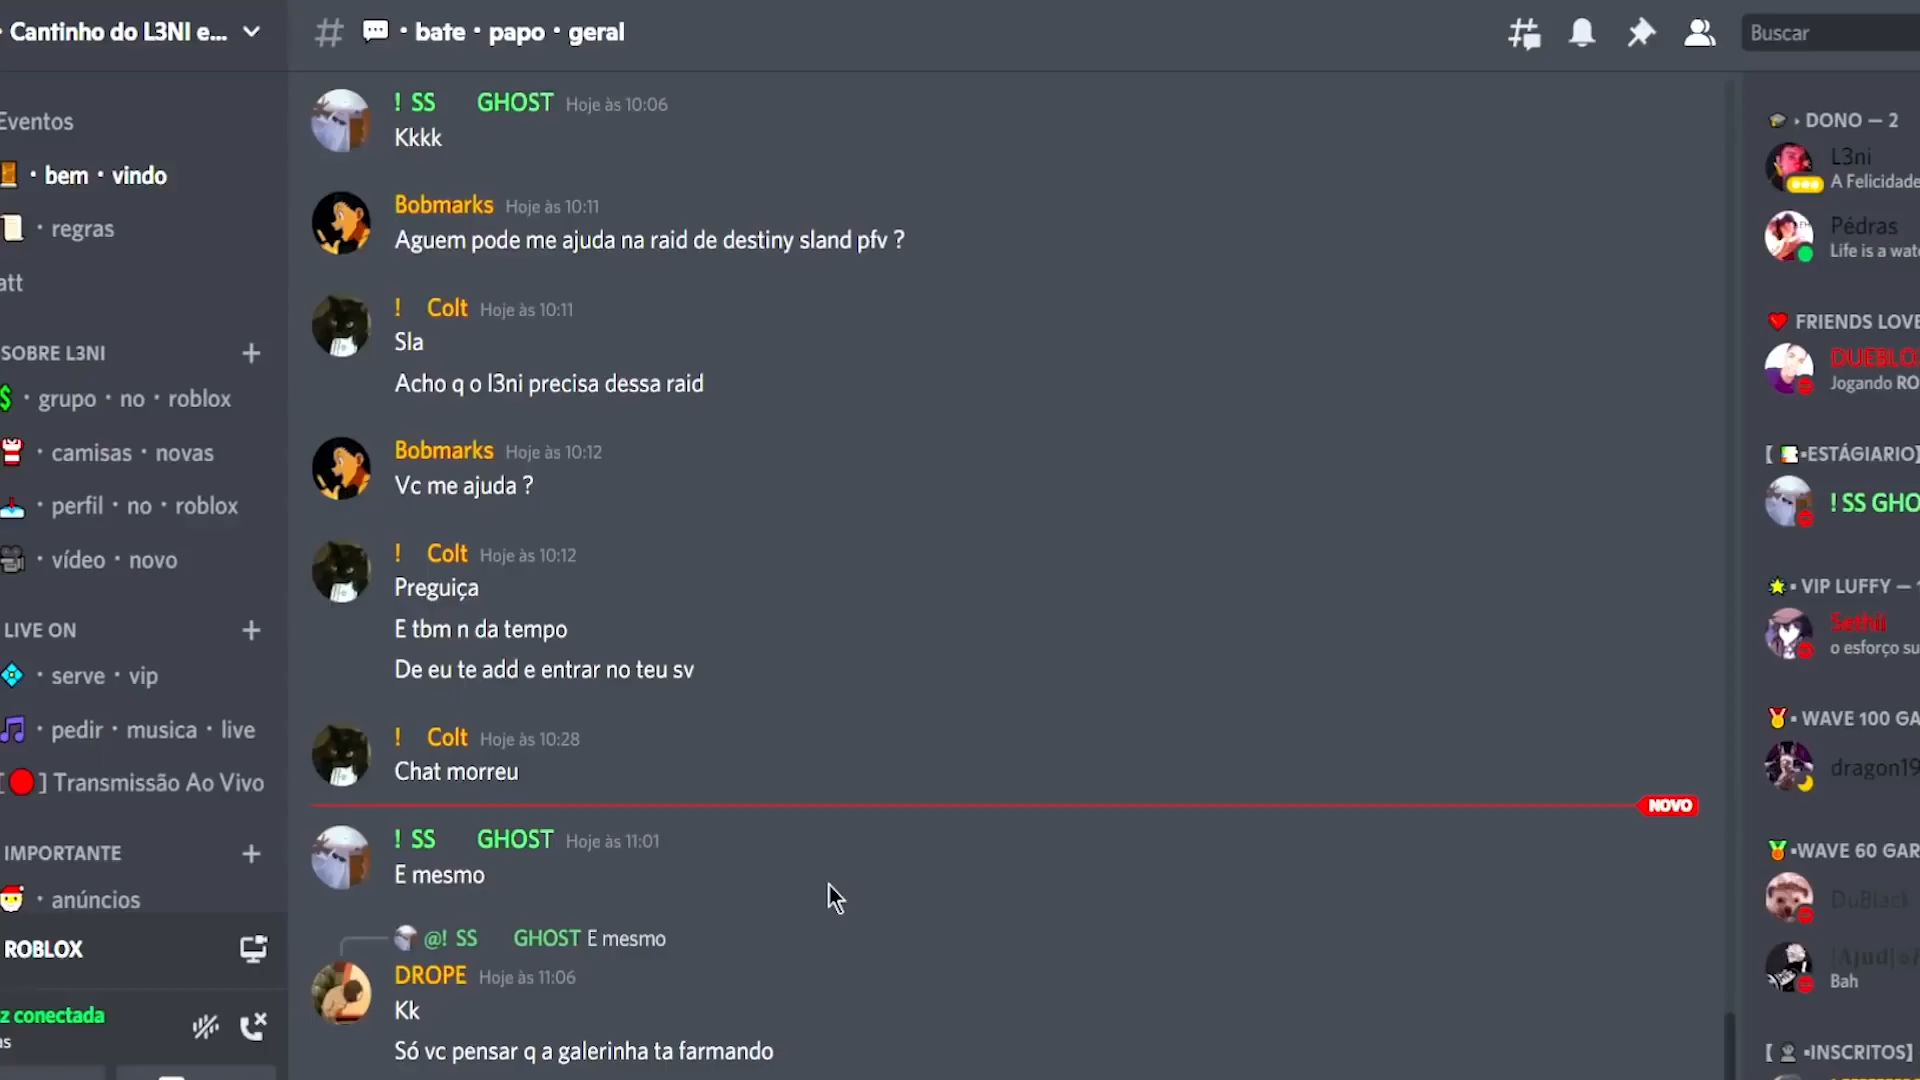 Cantinho do L3NI e...
• bate • papo • geral
Buscar
Eventos
• bem • vindo
• regras
att
SOBRE L3NI
• grupo • no • roblox
• camisas • novas
• perfil • no • roblox
• vídeo • novo
LIVE ON
• serve • vip
• pedir • musica • live
[ ] Transmissão Ao Vivo
IMPORTANTE
• anúncios
ROBLOX
z conectada
as
! SS GHOST Hoje às 10:06
Kkkk
Bobmarks Hoje às 10:11
Aguem pode me ajuda na raid de destiny sland pfv ?
! Colt Hoje às 10:11
Sla
Acho q o l3ni precisa dessa raid
Bobmarks Hoje às 10:12
Vc me ajuda ?
! Colt Hoje às 10:12
Preguiça
E tbm n da tempo
De eu te add e entrar no teu sv
! Colt Hoje às 10:28
Chat morreu
NOVO
! SS GHOST Hoje às 11:01
E mesmo
@! SS GHOST E mesmo
DROPE Hoje às 11:06
Kk
Só vc pensar q a galerinha ta farmando
DONO — 2
L3ni
A Felicidade
Pédras
Life is a wat
FRIENDS LOVE
DUEBLO
Jogando RO
[ ▪ESTÁGIARIO]
! SS GHO
▪ VIP LUFFY — 1
Sethii
o esforço su
▪ WAVE 100 GA
dragon19
▪WAVE 60 GAR
DuBlack
Bah
[ ▪INSCRITOS]